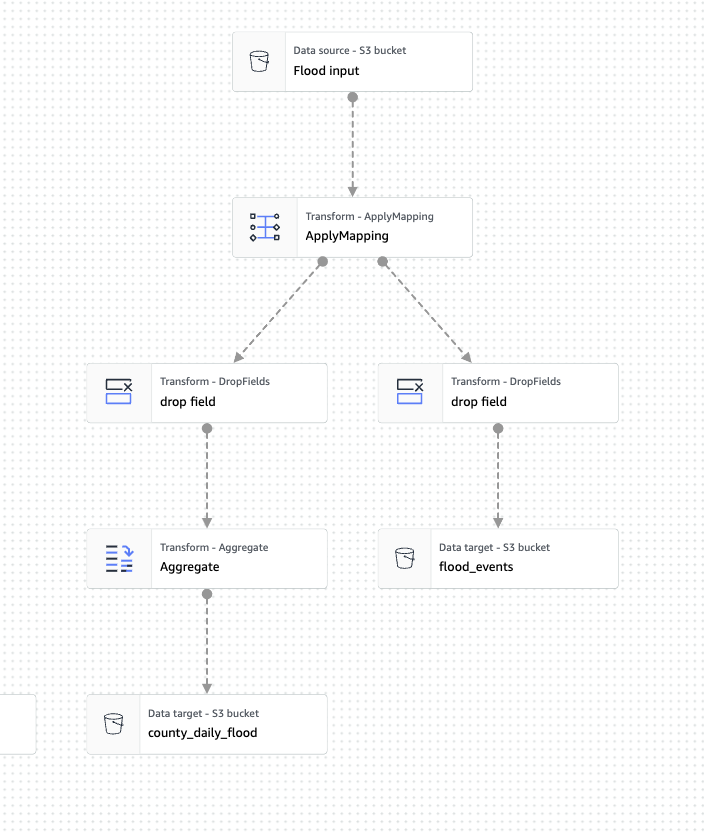 Data source - S3 bucket
Flood input
Transform - ApplyMapping
ApplyMapping
Transform - DropFields
drop field
Transform - DropFields
drop field
Transform - Aggregate
Aggregate
Data target - S3 bucket
flood_events
Data target - S3 bucket
county_daily_flood